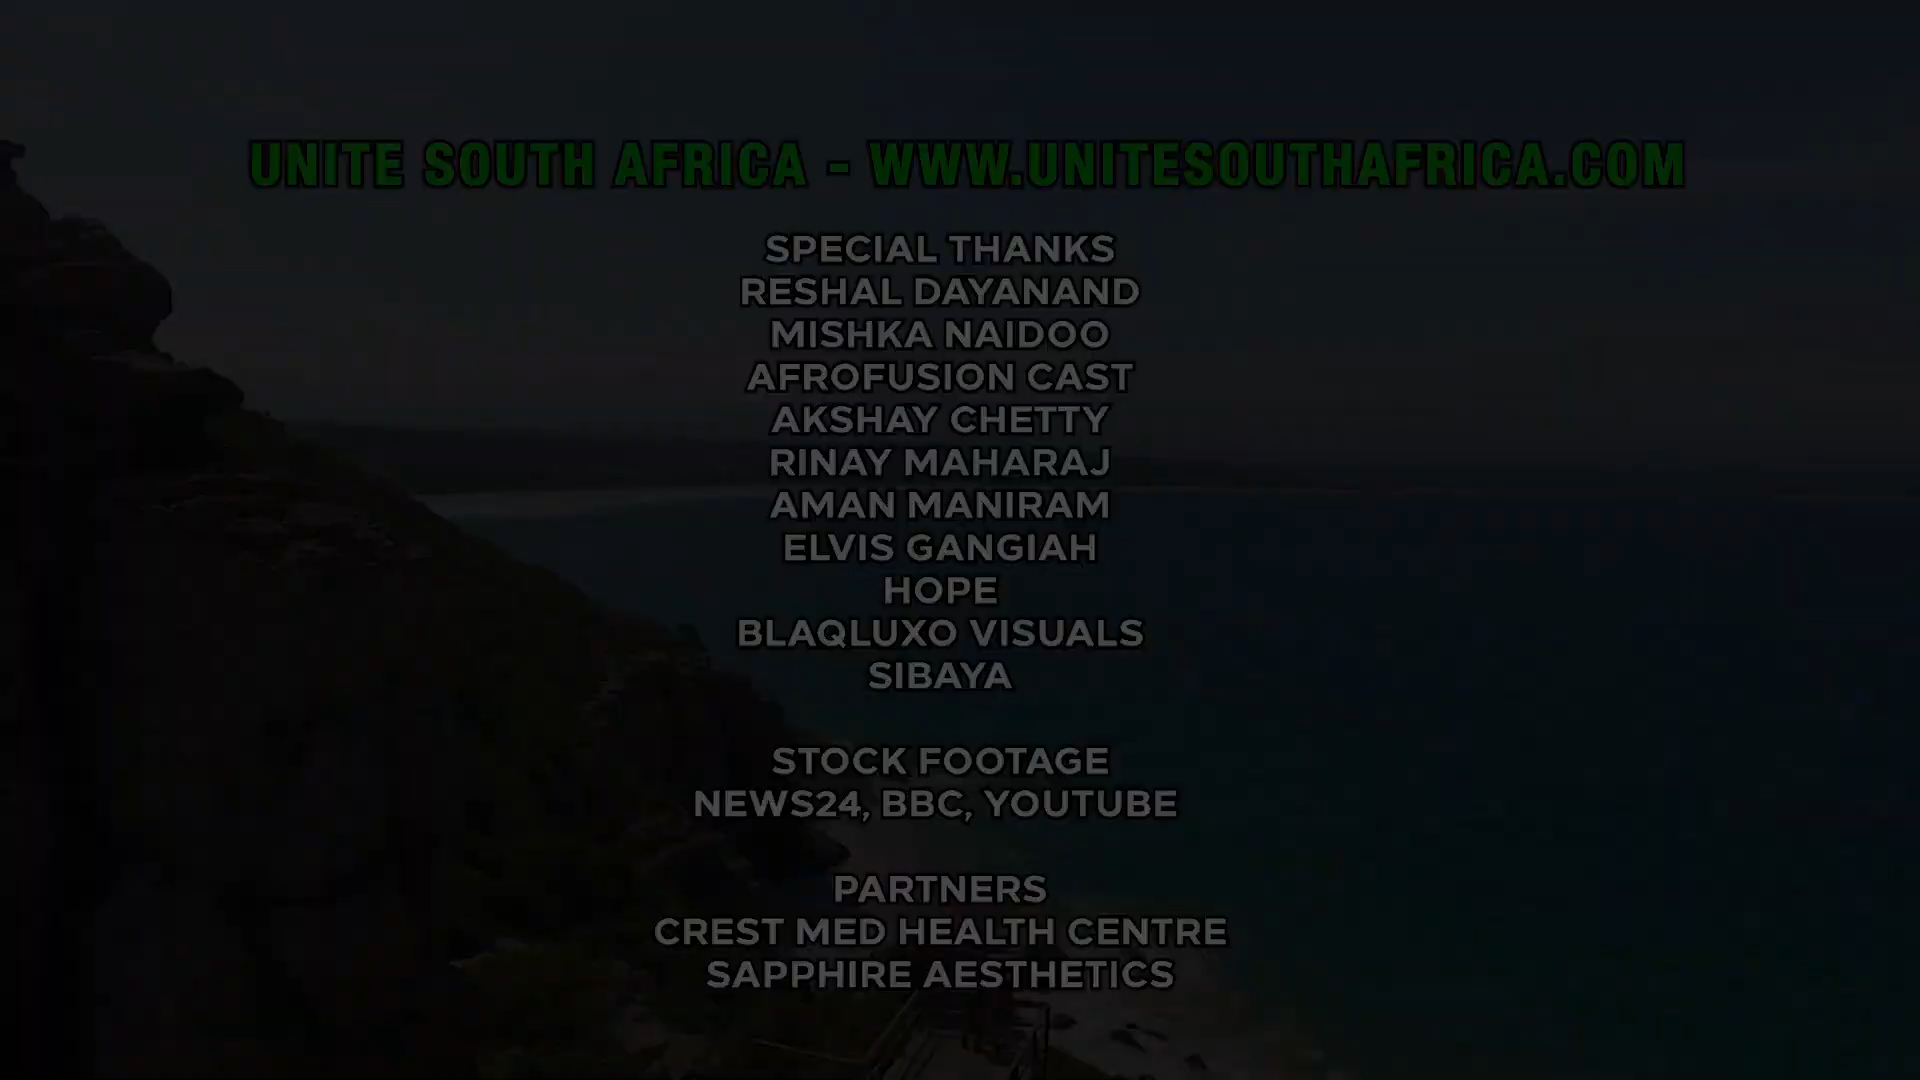 UNITE SOUTH AFRICA - WWW.UNITESOUTHAFRICA.COM
SPECIAL THANKS
RESHAL DAYANAND
MISHKA NAIDOO
AFROFUSION CAST
AKSHAY CHETTY
RINAY MAHARAJ
AMAN MANIRAM
ELVIS GANGIAH
HOPE
BLAQLUXO VISUALS
SIBAYA
STOCK FOOTAGE
NEWS24, BBC, YOUTUBE
PARTNERS
CREST MED HEALTH CENTRE
SAPPHIRE AESTHETICS